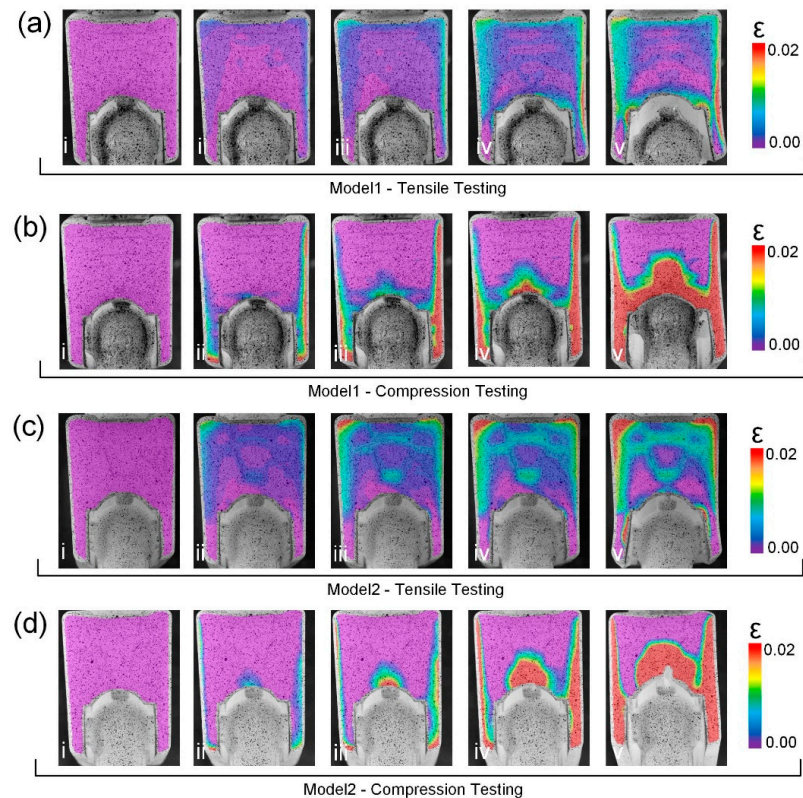 (a)
i
ii
iii
iv
v
ε
0.02
0.00
Model1 - Tensile Testing
(b)
i
ii
iii
iv
v
ε
0.02
0.00
Model1 - Compression Testing
(c)
i
ii
iii
iv
v
ε
0.02
0.00
Model2 - Tensile Testing
(d)
i
ii
iii
iv
v
ε
0.02
0.00
Model2 - Compression Testing